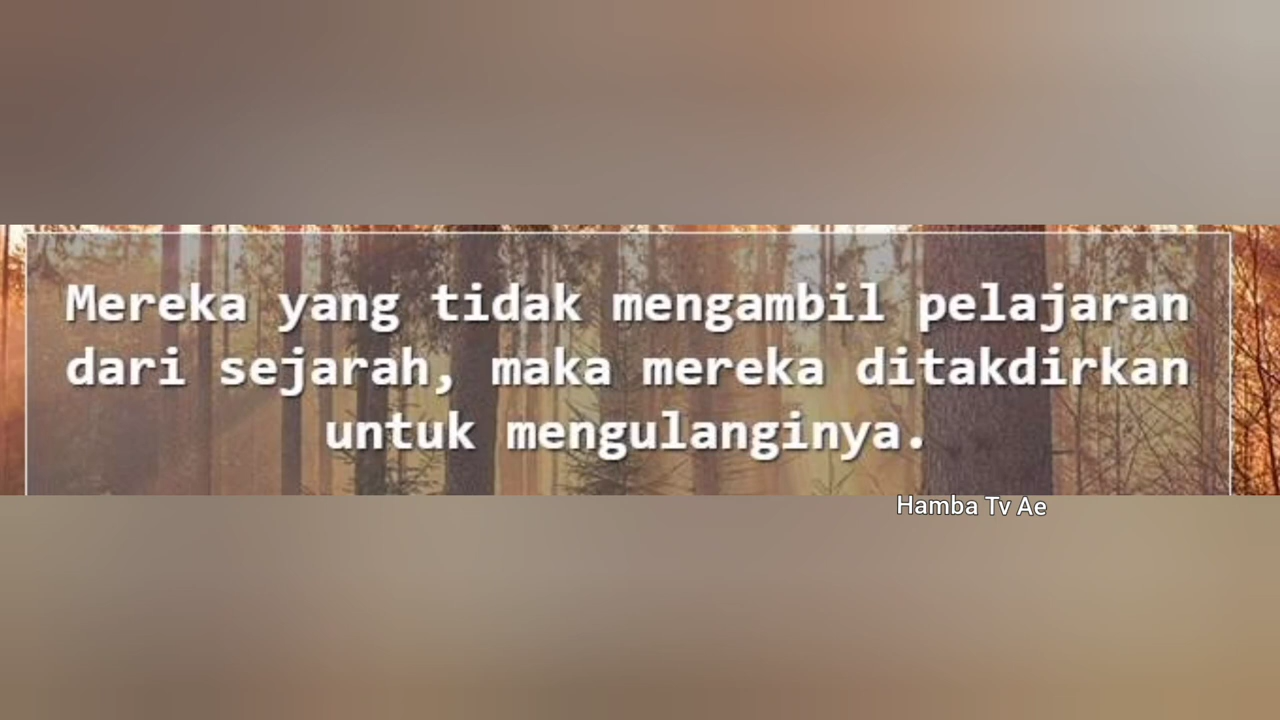 Mereka yang tidak mengambil pelajaran
dari sejarah, maka mereka ditakdirkan
untuk mengulanginya.
Hamba Tv Ae